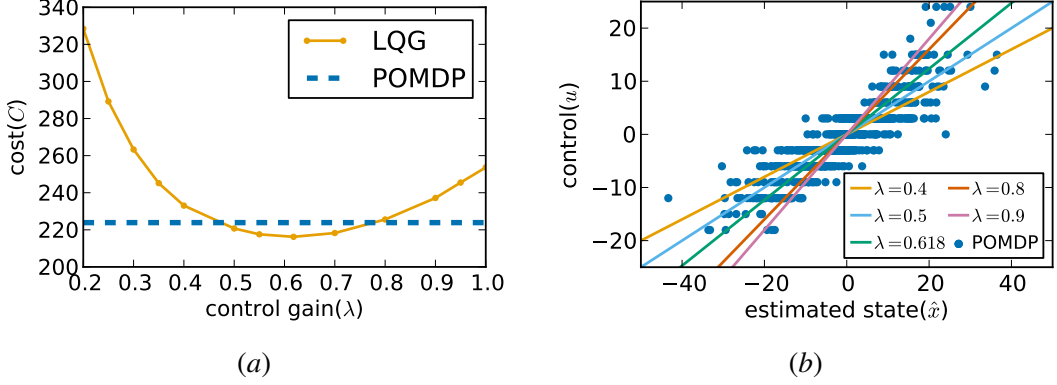 340
320
300
280
260
240
220
200
cost(C)
LQG
POMDP
0.2 0.3 0.4 0.5 0.6 0.7 0.8 0.9 1.0
control gain(λ)
(a)
20
10
0
−10
−20
control(u)
λ=0.4 λ=0.8
λ=0.5 λ=0.9
λ=0.618 POMDP
−40 −20 0 20 40
estimated state(x̂)
(b)